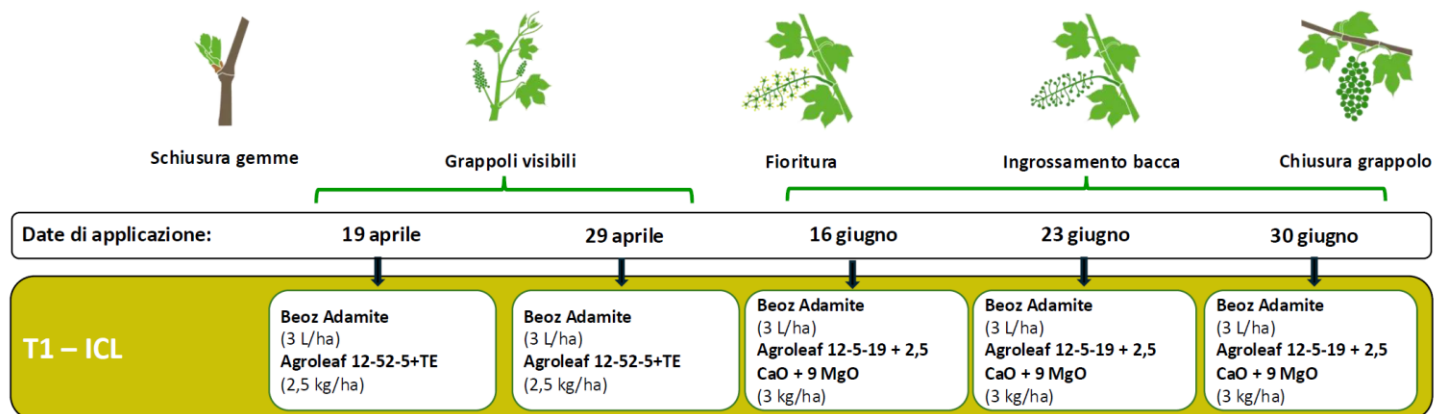 Schiusura gemme
Grappoli visibili
Fioritura
Ingrossamento bacca
Chiusura grappolo
Date di applicazione:
19 aprile
29 aprile
16 giugno
23 giugno
30 giugno
T1 – ICL
Beoz Adamite
(3 L/ha)
Agroleaf 12-52-5+TE
(2,5 kg/ha)
Beoz Adamite
(3 L/ha)
Agroleaf 12-52-5+TE
(2,5 kg/ha)
Beoz Adamite
(3 L/ha)
Agroleaf 12-5-19 + 2,5
CaO + 9 MgO
(3 kg/ha)
Beoz Adamite
(3 L/ha)
Agroleaf 12-5-19 + 2,5
CaO + 9 MgO
(3 kg/ha)
Beoz Adamite
(3 L/ha)
Agroleaf 12-5-19 + 2,5
CaO + 9 MgO
(3 kg/ha)